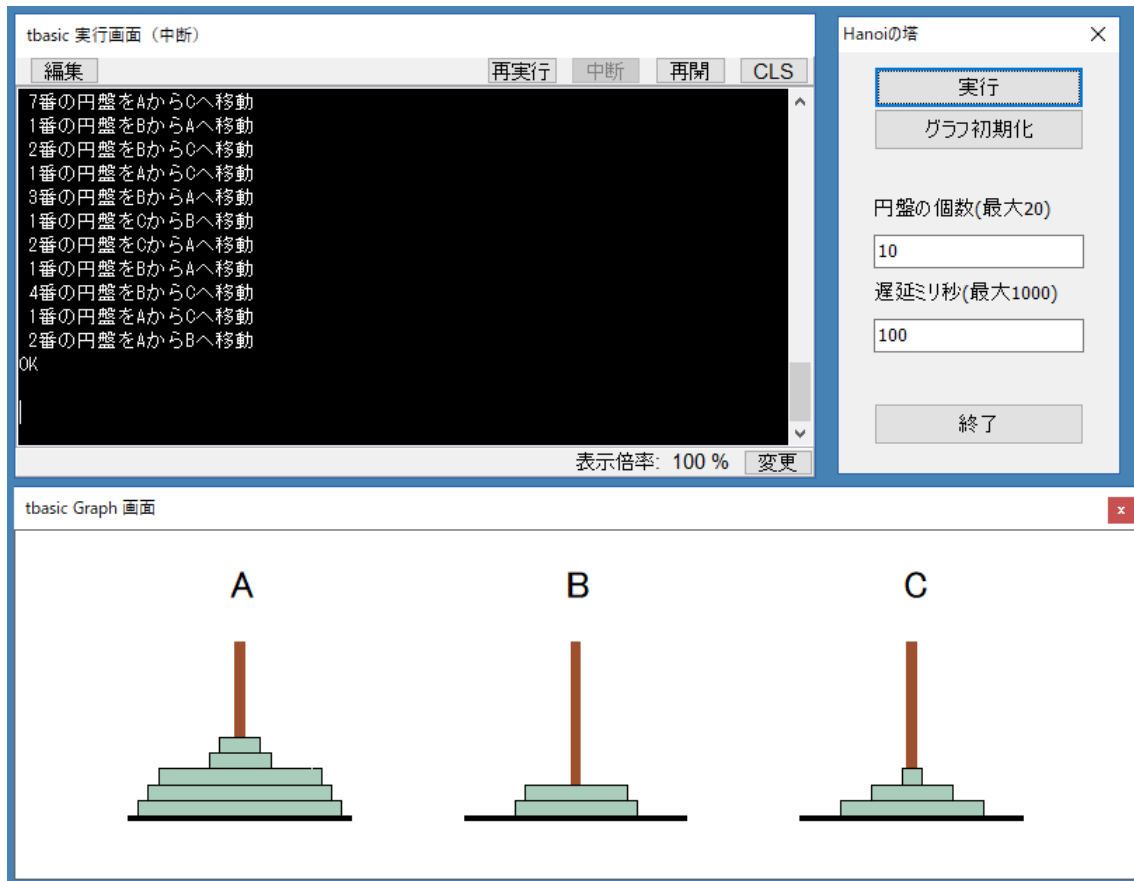 tbasic 実行画面（中断）
編集 再実行 中断 再開 CLS
7番の円盤をAからCへ移動
1番の円盤をBからAへ移動
2番の円盤をBからCへ移動
1番の円盤をAからCへ移動
3番の円盤をBからAへ移動
1番の円盤をCからBへ移動
2番の円盤をCからAへ移動
1番の円盤をBからAへ移動
4番の円盤をBからCへ移動
1番の円盤をAからCへ移動
2番の円盤をAからBへ移動
OK
表示倍率: 100 % 変更
Hanoiの塔
実行
グラフ初期化
円盤の個数(最大20)
10
遅延ミリ秒(最大1000)
100
終了
tbasic Graph 画面
x
A B C